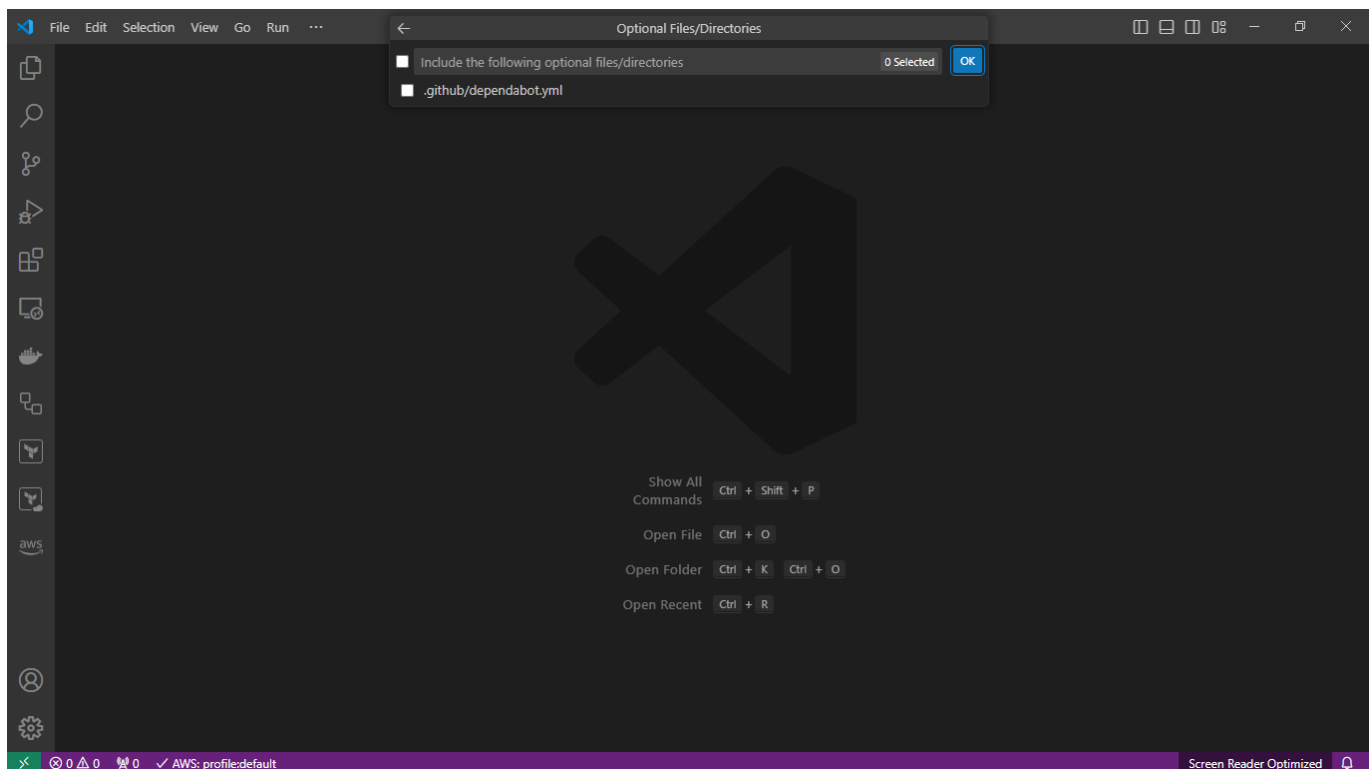 File Edit Selection View Go Run ···
Optional Files/Directories
Include the following optional files/directories 0 Selected OK
.github/dependabot.yml
Show All Commands Ctrl + Shift + P
Open File Ctrl + O
Open Folder Ctrl + K Ctrl + O
Open Recent Ctrl + R
aws
0 0 0 AWS: profile:default Screen Reader Optimized